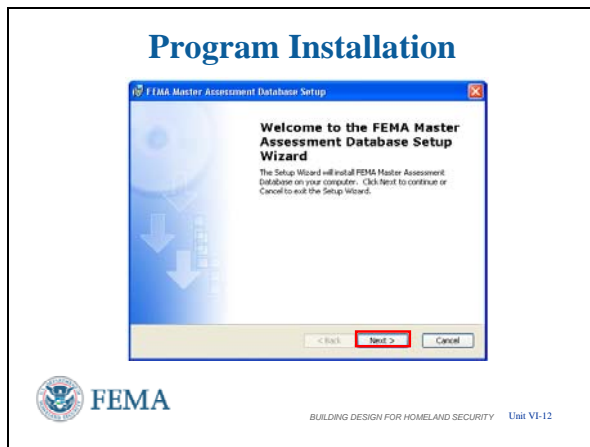 Program Installation
FEMA Master Assessment Database Setup
Welcome to the FEMA Master
Assessment Database Setup
Wizard
The Setup Wizard will install FEMA Master Assessment
Database on your computer. Click Next to continue or
Cancel to exit the Setup Wizard.
< Back Next > Cancel
FEMA
BUILDING DESIGN FOR HOMELAND SECURITY Unit VI-12